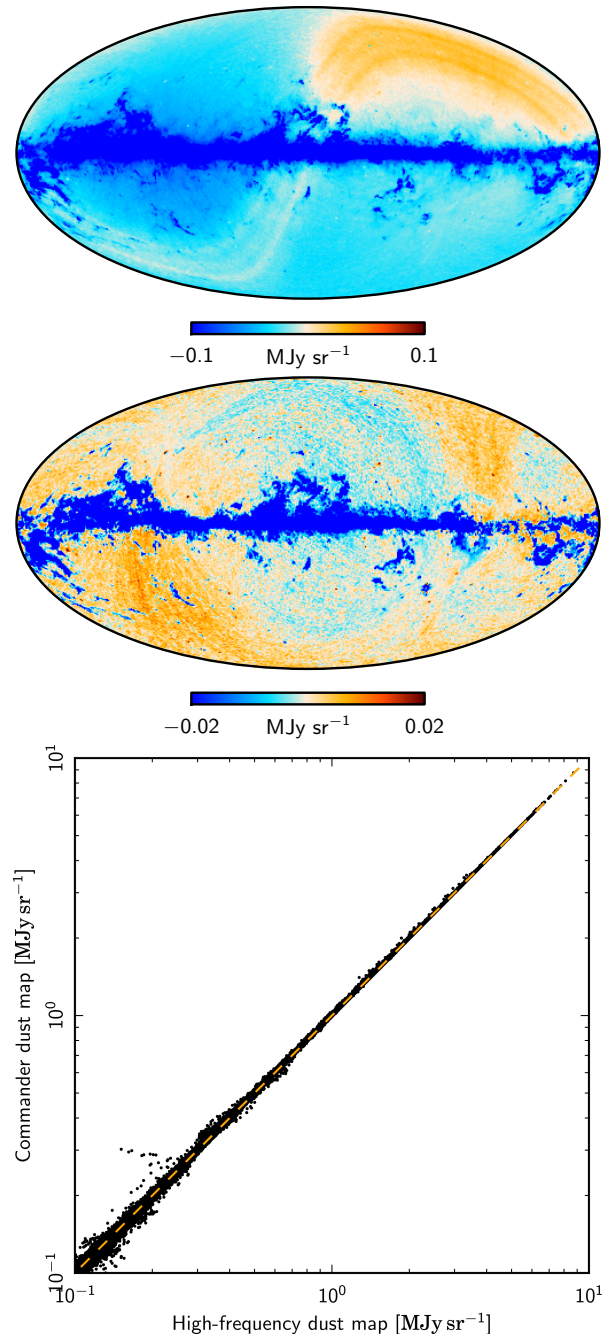 −0.1 MJy sr⁻¹ 0.1
−0.02 MJy sr⁻¹ 0.02
10¹
10⁰
10⁻¹
Commander dust map [MJy sr⁻¹]
10⁻¹ 10⁰ 10¹
High-frequency dust map [MJy sr⁻¹]